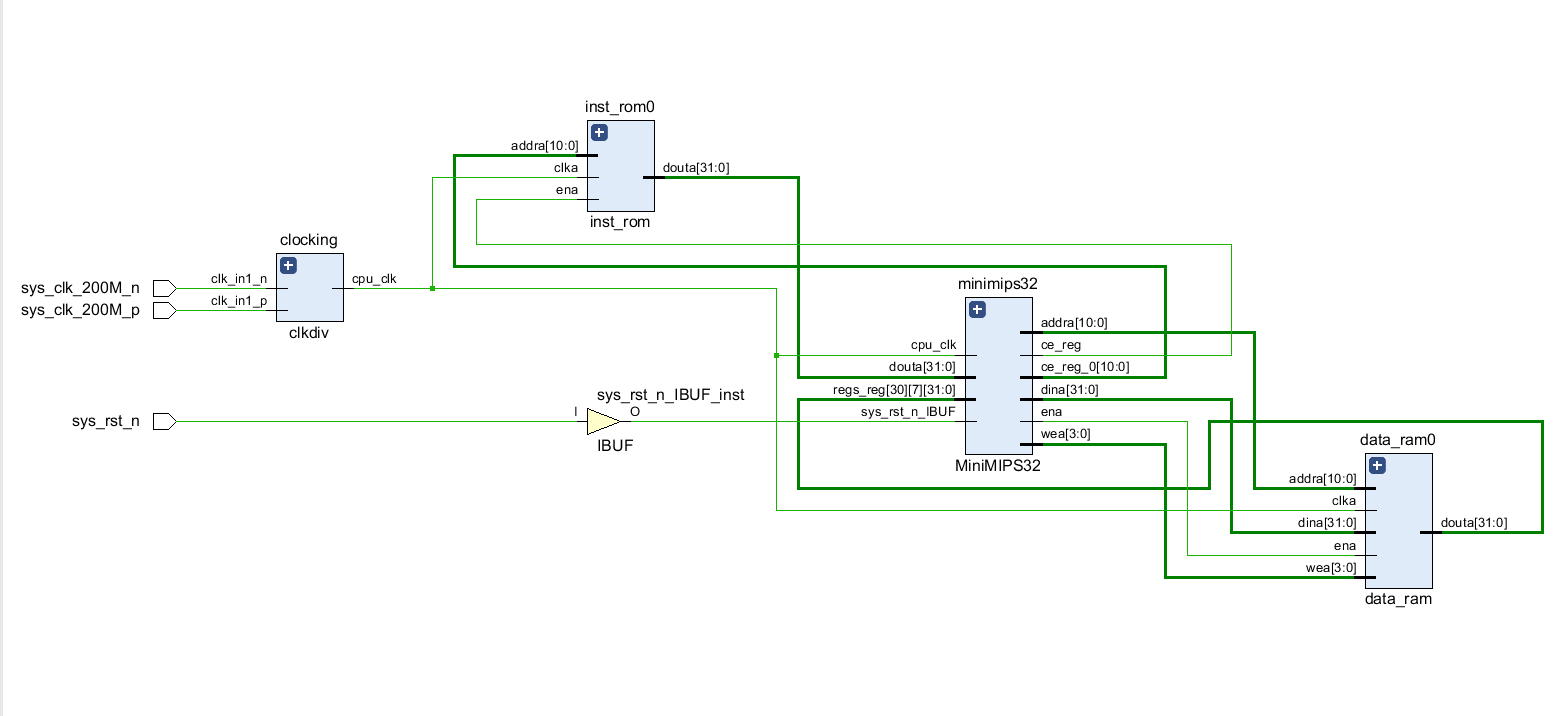 inst_rom0
addra[10:0]
clka
ena
douta[31:0]
inst_rom
clocking
sys_clk_200M_n
sys_clk_200M_p
clk_in1_n
clk_in1_p
cpu_clk
clkdiv
minimips32
cpu_clk
douta[31:0]
regs_reg[30][7][31:0]
sys_rst_n_IBUF
addra[10:0]
ce_reg
ce_reg_0[10:0]
dina[31:0]
ena
wea[3:0]
MiniMIPS32
sys_rst_n
sys_rst_n_IBUF_inst
I
O
IBUF
data_ram0
addra[10:0]
clka
dina[31:0]
ena
wea[3:0]
douta[31:0]
data_ram